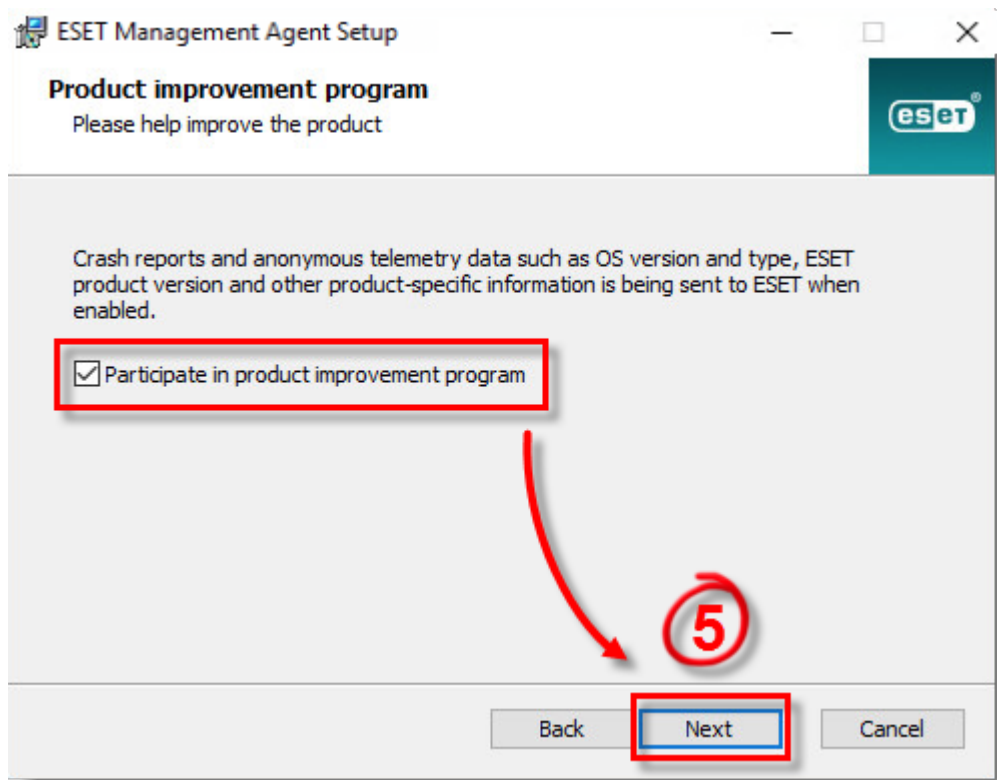 ESET Management Agent Setup
Product improvement program
Please help improve the product
eset®
Crash reports and anonymous telemetry data such as OS version and type, ESET
product version and other product-specific information is being sent to ESET when
enabled.
Participate in product improvement program
5
Back Next Cancel